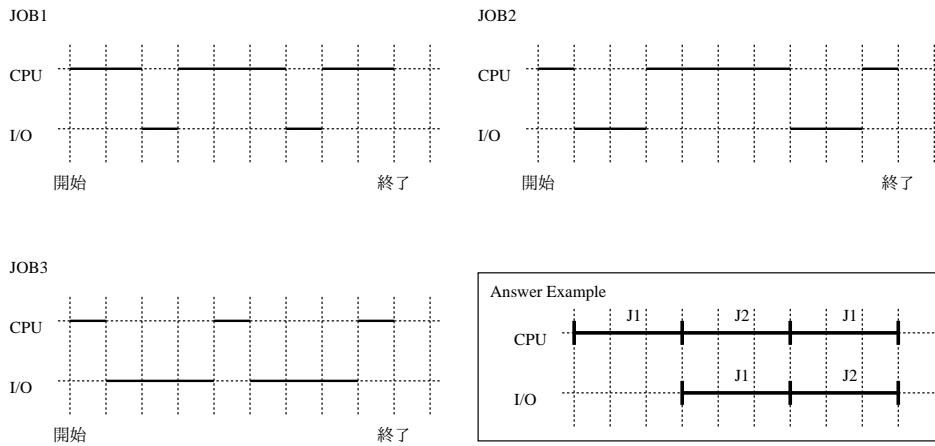 JOB1
CPU
I/O
開始 終了
JOB2
CPU
I/O
開始 終了
JOB3
CPU
I/O
開始 終了
Answer Example
J1 J2 J1
CPU
J1 J2
I/O